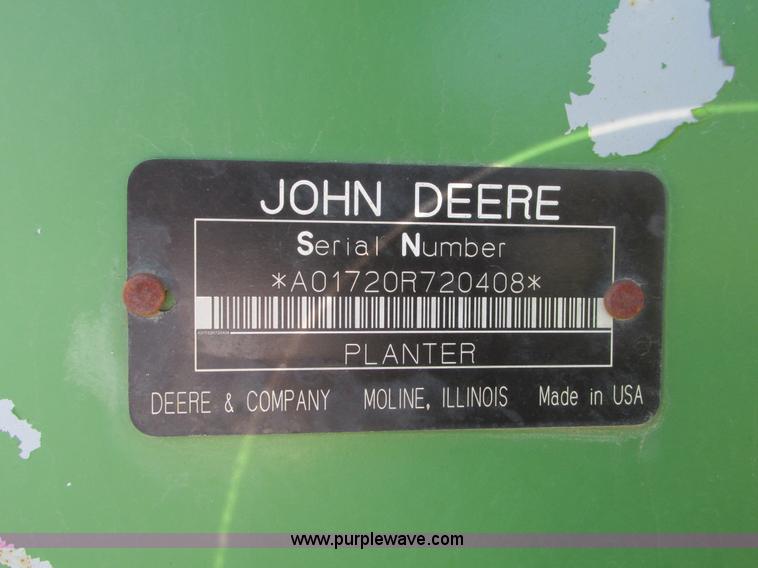 JOHN DEERE
Serial Number
*A01720R720408*
PLANTER
DEERE & COMPANY MOLINE, ILLINOIS Made in USA
www.purplewave.com